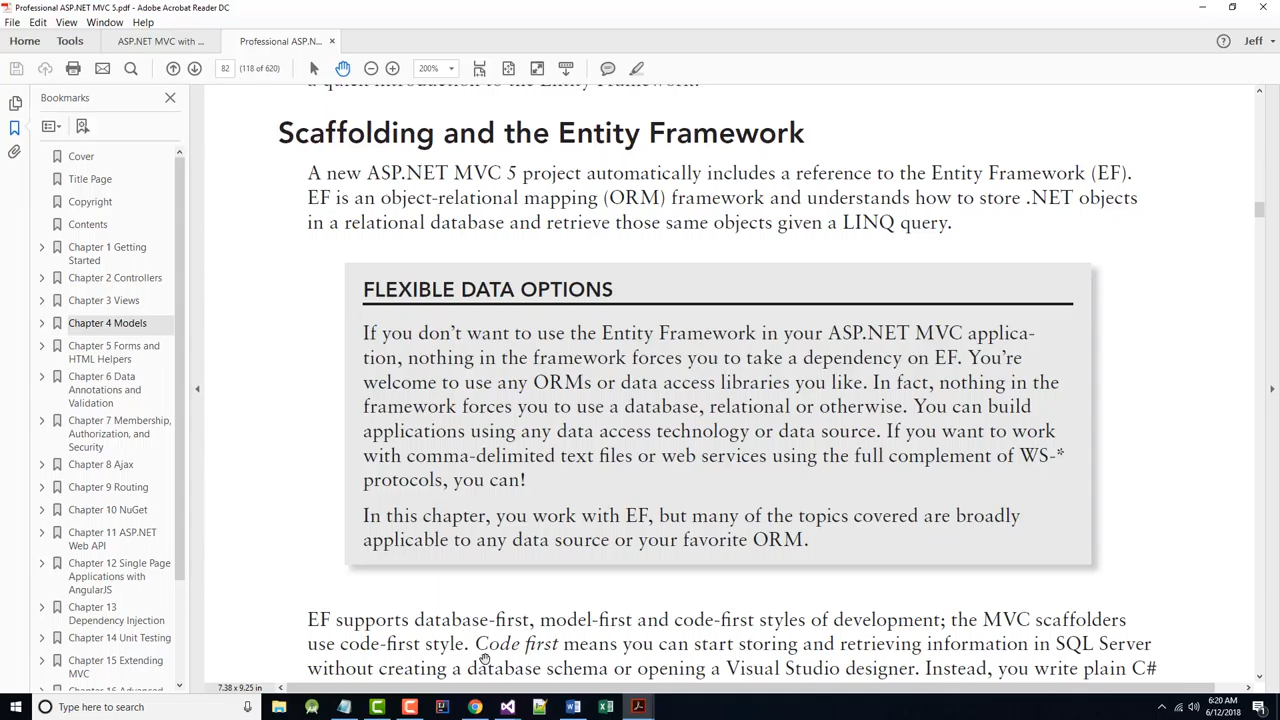 Professional ASP.NET MVC 5.pdf - Adobe Acrobat Reader DC
File Edit View Window Help
Home Tools ASP.NET MVC with ... Professional ASP.N... × Jeff
82 (118 of 620) 200%
Bookmarks
Cover
Title Page
Copyright
Contents
Chapter 1 Getting
Started
Chapter 2 Controllers
Chapter 3 Views
Chapter 4 Models
Chapter 5 Forms and
HTML Helpers
Chapter 6 Data
Annotations and
Validation
Chapter 7 Membership,
Authorization, and
Security
Chapter 8 Ajax
Chapter 9 Routing
Chapter 10 NuGet
Chapter 11 ASP.NET
Web API
Chapter 12 Single Page
Applications with
AngularJS
Chapter 13
Dependency Injection
Chapter 14 Unit Testing
Chapter 15 Extending
MVC
Chapter 16 Advanced
a quick introduction to the Entity Framework.
Scaffolding and the Entity Framework
A new ASP.NET MVC 5 project automatically includes a reference to the Entity Framework (EF).
EF is an object-relational mapping (ORM) framework and understands how to store .NET objects
in a relational database and retrieve those same objects given a LINQ query.
FLEXIBLE DATA OPTIONS
If you don't want to use the Entity Framework in your ASP.NET MVC applica-
tion, nothing in the framework forces you to take a dependency on EF. You're
welcome to use any ORMs or data access libraries you like. In fact, nothing in the
framework forces you to use a database, relational or otherwise. You can build
applications using any data access technology or data source. If you want to work
with comma-delimited text files or web services using the full complement of WS-*
protocols, you can!
In this chapter, you work with EF, but many of the topics covered are broadly
applicable to any data source or your favorite ORM.
EF supports database-first, model-first and code-first styles of development; the MVC scaffolders
use code-first style. Code first means you can start storing and retrieving information in SQL Server
without creating a database schema or opening a Visual Studio designer. Instead, you write plain C#
7.38 x 9.25 in
Type here to search
6:20 AM
6/12/2018